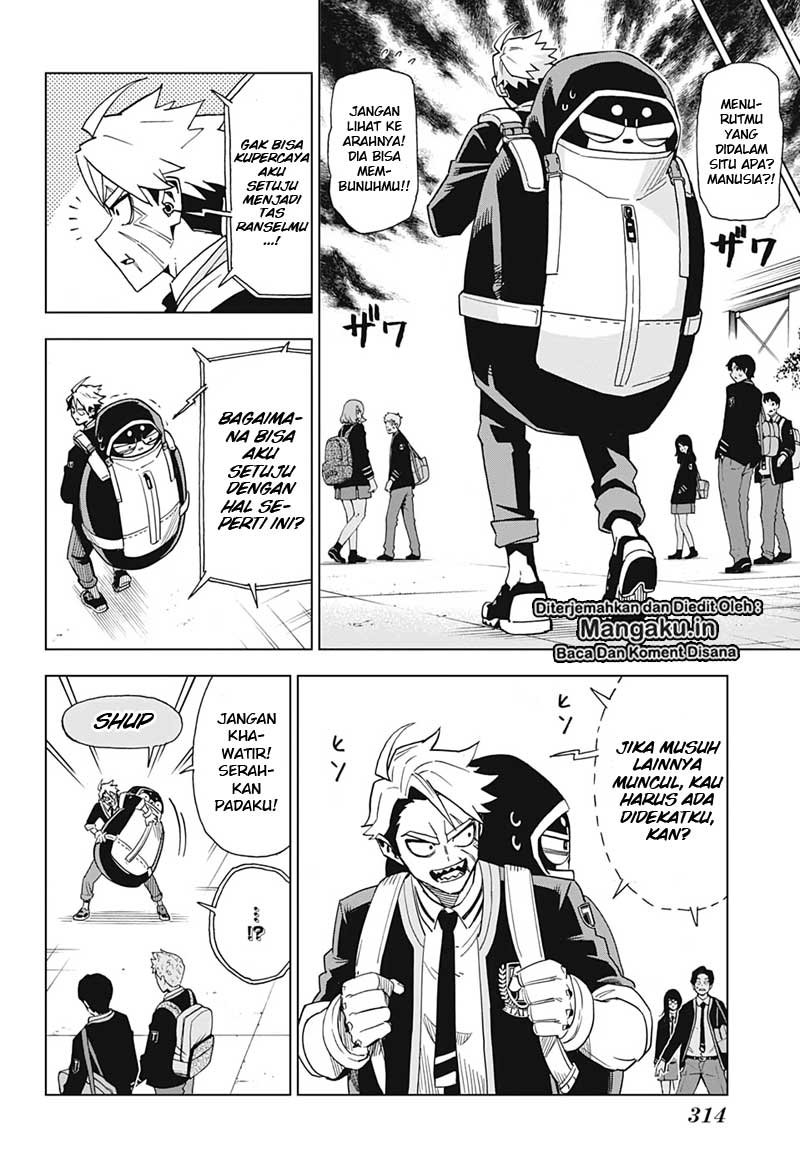 MENU-
RUTMU
YANG
DIDALAM
SITU APA?
MANUSIA?!
JANGAN
LIHAT KE
ARAHNYA!
DIA BISA
MEM-
BUNUHMU!!
ザワ
ザワ
GAK BISA
KUPERCAYA
AKU
SETUJU
MENJADI
TAS
RANSELMU
...!
BAGAIMA-
NA BISA
AKU
SETUJU
DENGAN
HAL SE-
PERTI INI?
Diterjemahkan dan Diedit Oleh :
Mangaku.in
Baca Dan Koment Disana
JIKA MUSUH
LAINNYA
MUNCUL, KAU
HARUS ADA
DIDEKATKU,
KAN?
ヒソ
ヒソ
JANGAN
KHA-
WATIR!
SERAH-
KAN
PADAKU!
SHUP
...
!?
314